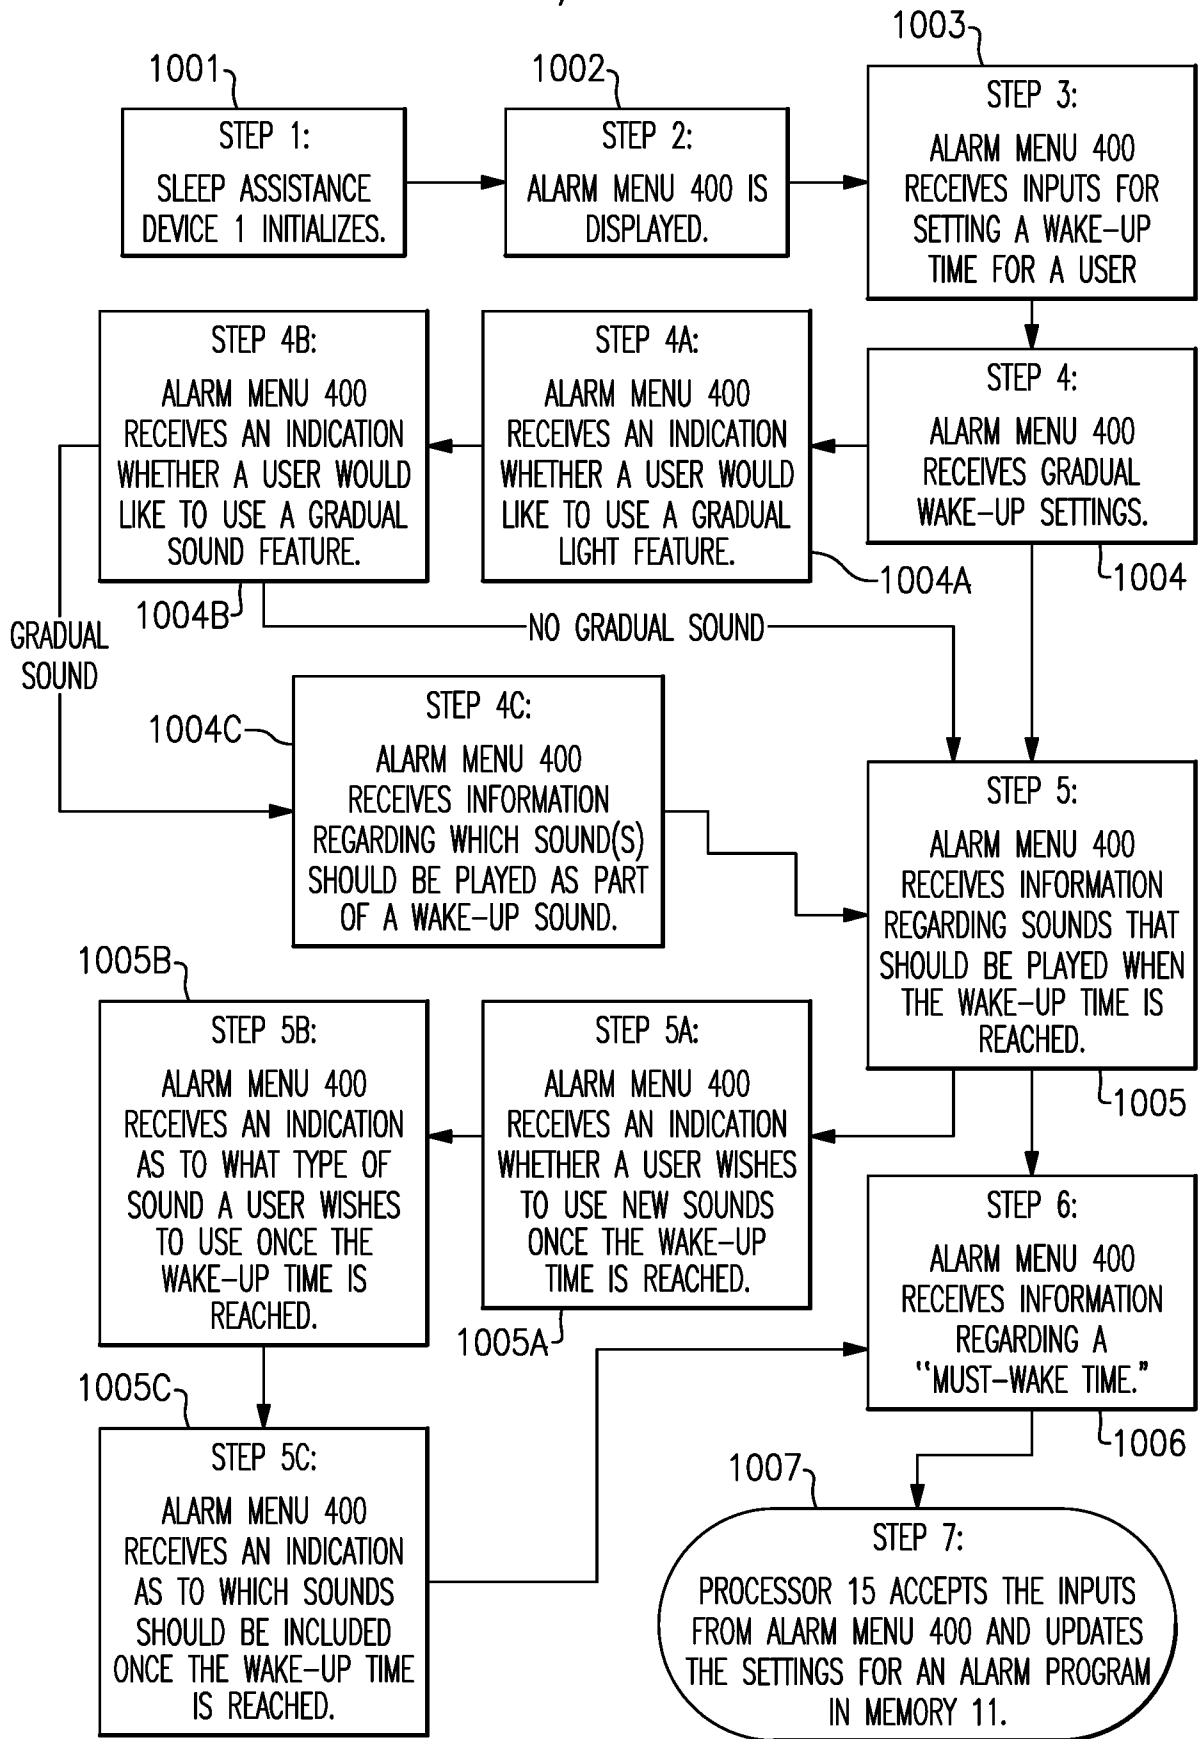 1001
STEP 1:
SLEEP ASSISTANCE
DEVICE 1 INITIALIZES.
1002
STEP 2:
ALARM MENU 400 IS
DISPLAYED.
1003
STEP 3:
ALARM MENU 400
RECEIVES INPUTS FOR
SETTING A WAKE-UP
TIME FOR A USER
STEP 4B:
ALARM MENU 400
RECEIVES AN INDICATION
WHETHER A USER WOULD
LIKE TO USE A GRADUAL
SOUND FEATURE.
1004B
STEP 4A:
ALARM MENU 400
RECEIVES AN INDICATION
WHETHER A USER WOULD
LIKE TO USE A GRADUAL
LIGHT FEATURE.
1004A
STEP 4:
ALARM MENU 400
RECEIVES GRADUAL
WAKE-UP SETTINGS.
1004
GRADUAL
SOUND
NO GRADUAL SOUND
1004C
STEP 4C:
ALARM MENU 400
RECEIVES INFORMATION
REGARDING WHICH SOUND(S)
SHOULD BE PLAYED AS PART
OF A WAKE-UP SOUND.
STEP 5:
ALARM MENU 400
RECEIVES INFORMATION
REGARDING SOUNDS THAT
SHOULD BE PLAYED WHEN
THE WAKE-UP TIME IS
REACHED.
1005
1005B
STEP 5B:
ALARM MENU 400
RECEIVES AN INDICATION
AS TO WHAT TYPE OF
SOUND A USER WISHES
TO USE ONCE THE
WAKE-UP TIME IS
REACHED.
STEP 5A:
ALARM MENU 400
RECEIVES AN INDICATION
WHETHER A USER WISHES
TO USE NEW SOUNDS
ONCE THE WAKE-UP
TIME IS REACHED.
1005A
STEP 6:
ALARM MENU 400
RECEIVES INFORMATION
REGARDING A
"MUST-WAKE TIME."
1006
1005C
STEP 5C:
ALARM MENU 400
RECEIVES AN INDICATION
AS TO WHICH SOUNDS
SHOULD BE INCLUDED
ONCE THE WAKE-UP TIME
IS REACHED.
1007
STEP 7:
PROCESSOR 15 ACCEPTS THE INPUTS
FROM ALARM MENU 400 AND UPDATES
THE SETTINGS FOR AN ALARM PROGRAM
IN MEMORY 11.